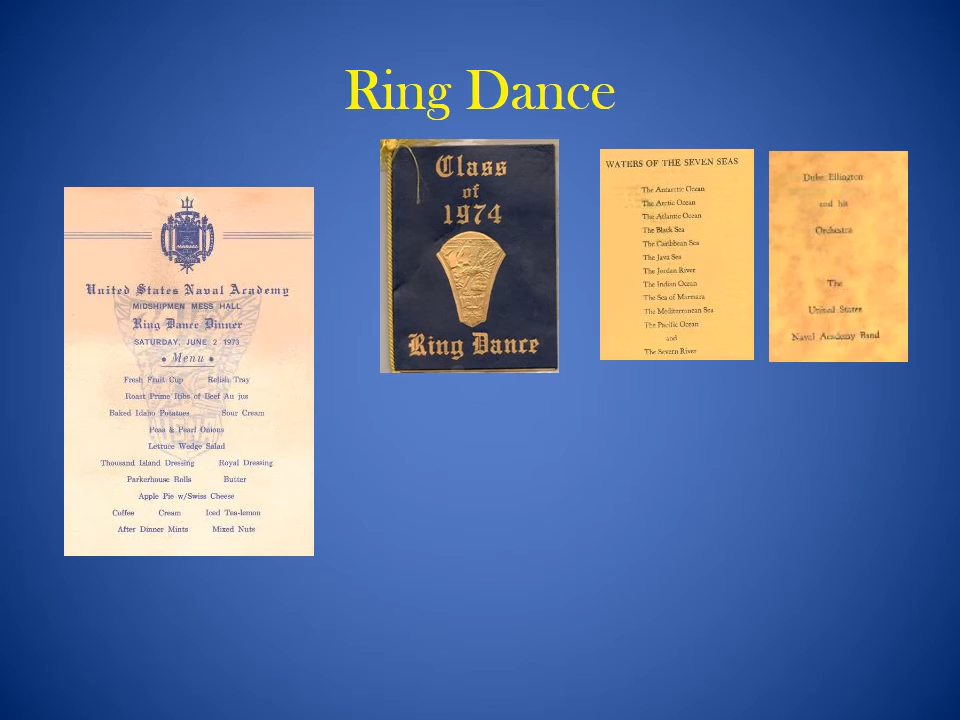 Ring Dance
United States Naval Academy
MIDSHIPMEN MESS HALL
Ring Dance Dinner
SATURDAY, JUNE 2 1973
Menu
Fresh Fruit Cup Relish Tray
Roast Prime Ribs of Beef Au jus
Baked Idaho Potatoes Sour Cream
Peas & Pearl Onions
Lettuce Wedge Salad
Thousand Island Dressing Royal Dressing
Parkerhouse Rolls Butter
Apple Pie w/Swiss Cheese
Coffee Cream Iced Tea-lemon
After Dinner Mints Mixed Nuts
Class
of
1974
Ring Dance
WATERS OF THE SEVEN SEAS
The Antarctic Ocean
The Arctic Ocean
The Atlantic Ocean
The Black Sea
The Caribbean Sea
The Java Sea
The Jordan River
The Indian Ocean
The Sea of Marmara
The Mediterranean Sea
The Pacific Ocean
and
The Severn River
Duke Ellington
and his
Orchestra
The
United States
Naval Academy Band